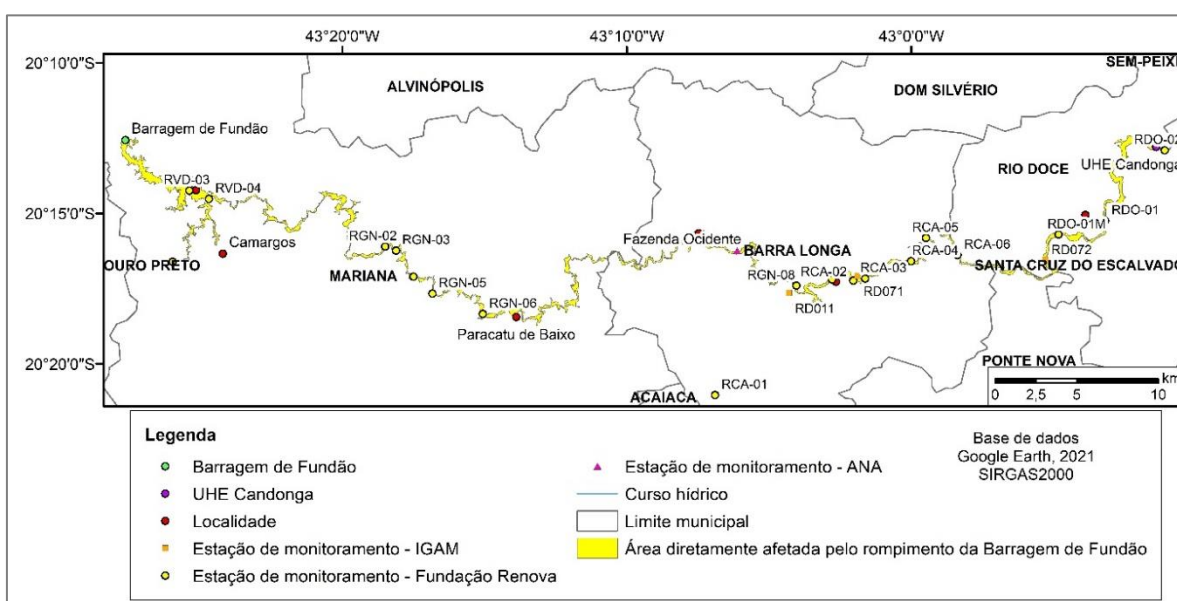 43°20'0"W
43°10'0"W
43°0'0"W
20°10'0"S
20°15'0"S
20°20'0"S
SEM-PEIX
ALVINÓPOLIS
DOM SILVÉRIO
Barragem de Fundão
RDO-02
RIO DOCE
UHE Candonga
RVD-03
RVD-04
RDO-01
RDO-01M
Camargos
RGN-02
RGN-03
Fazenda Ocidente
RCA-05
OURO PRETO
BARRA LONGA
RCA-04
RCA-06
RD072
MARIANA
RGN-08
RCA-02
RCA-03
SANTA CRUZ DO ESCALVADO
RGN-05
RD071
RGN-06
RD011
Paracatu de Baixo
PONTE NOVA
RCA-01
ACAIACA
km
0 2,5 5 10
Legenda
Barragem de Fundão
UHE Candonga
Localidade
Estação de monitoramento - IGAM
Estação de monitoramento - Fundação Renova
Estação de monitoramento - ANA
Curso hídrico
Limite municipal
Área diretamente afetada pelo rompimento da Barragem de Fundão
Base de dados
Google Earth, 2021
SIRGAS2000